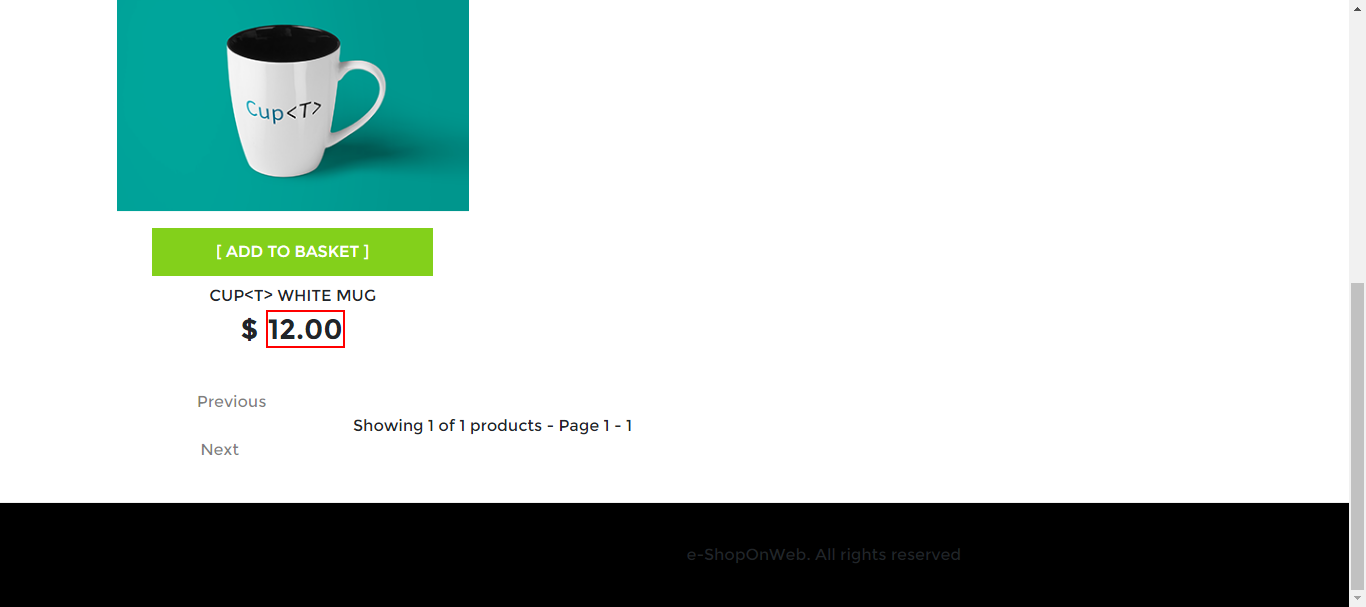 Cup<T>
[ ADD TO BASKET ]
CUP<T> WHITE MUG
$ 12.00
Previous
Showing 1 of 1 products - Page 1 - 1
Next
e-ShopOnWeb. All rights reserved